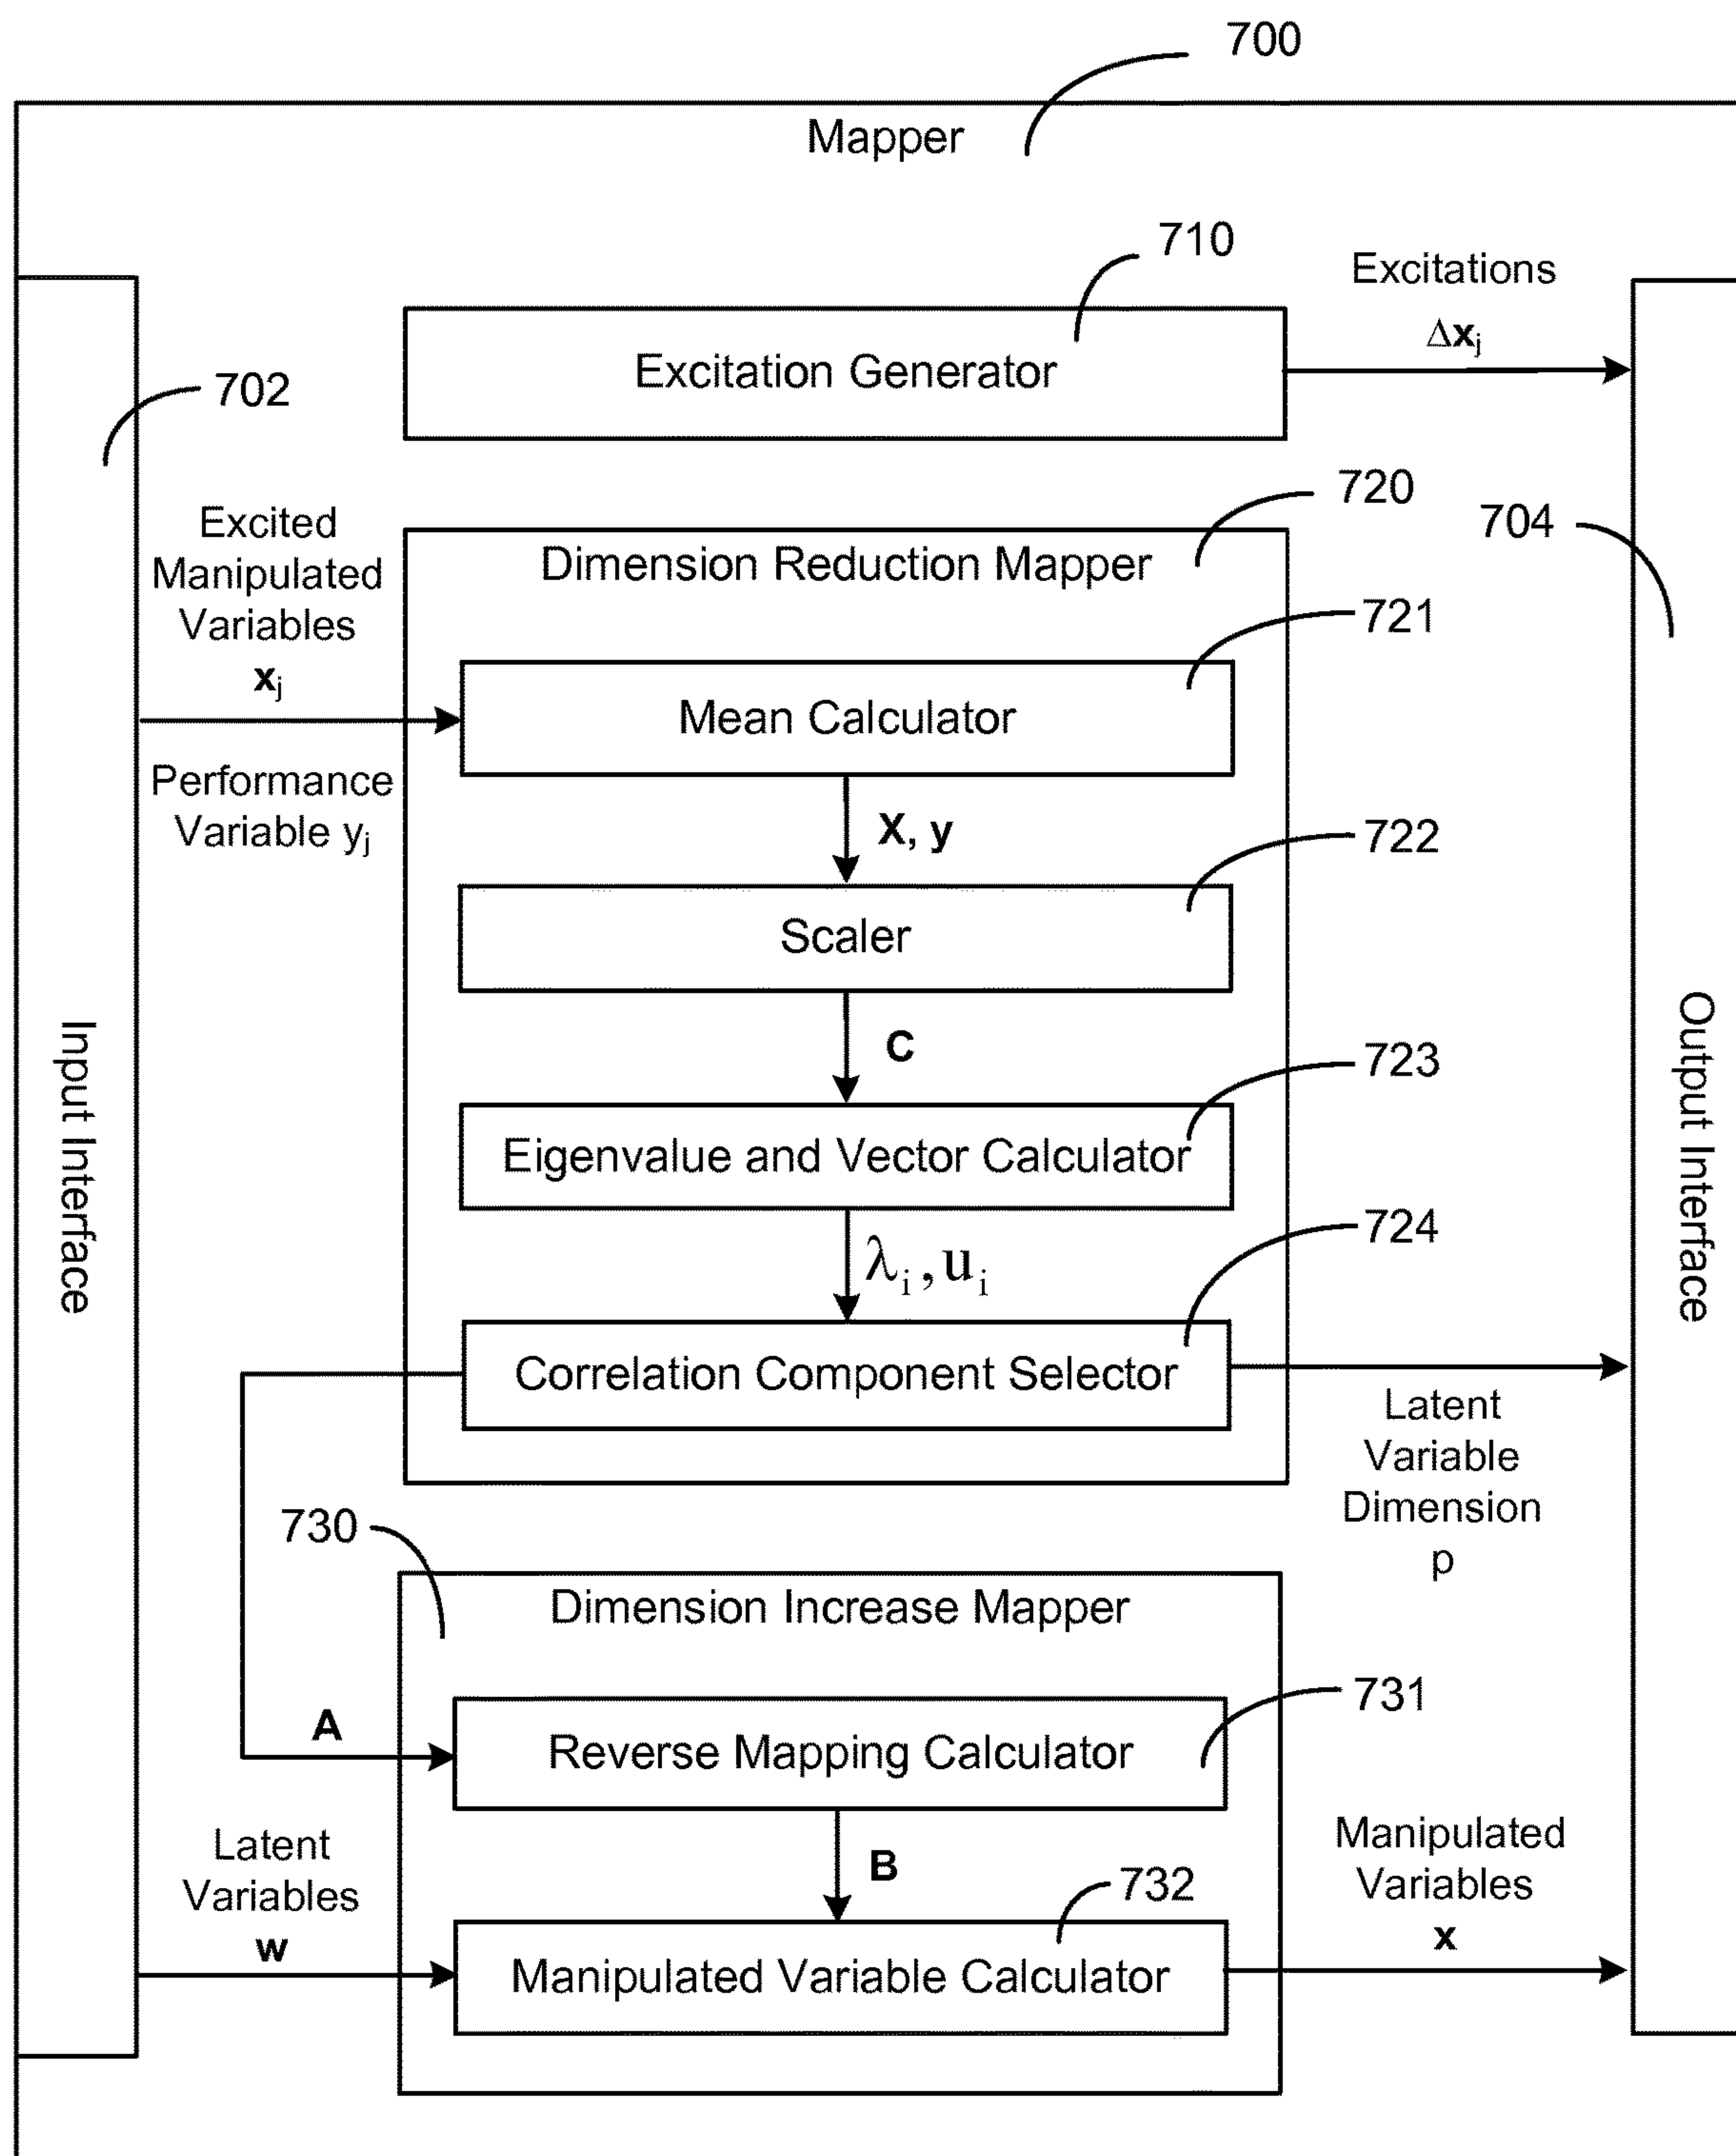 700
Mapper
710
Excitations
Δxj
Excitation Generator
702
720
704
Excited
Manipulated
Variables
xj
Dimension Reduction Mapper
721
Mean Calculator
Performance
Variable yj
X, y
722
Scaler
C
723
Input Interface
Output Interface
Eigenvalue and Vector Calculator
λi, ui
724
Correlation Component Selector
Latent
Variable
Dimension
p
730
Dimension Increase Mapper
731
A
Reverse Mapping Calculator
Latent
Variables
w
B
732
Manipulated
Variables
x
Manipulated Variable Calculator